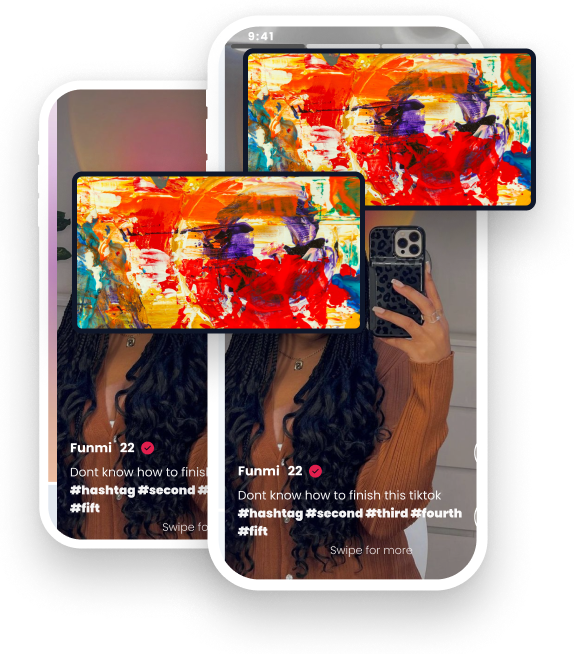 9:41
Funmi 22
Dont know how to finish
#hashtag #second #
#fift
Swipe fo
Funmi 22
Dont know how to finish this tiktok
#hashtag #second #third #fourth
#fift
Swipe for more